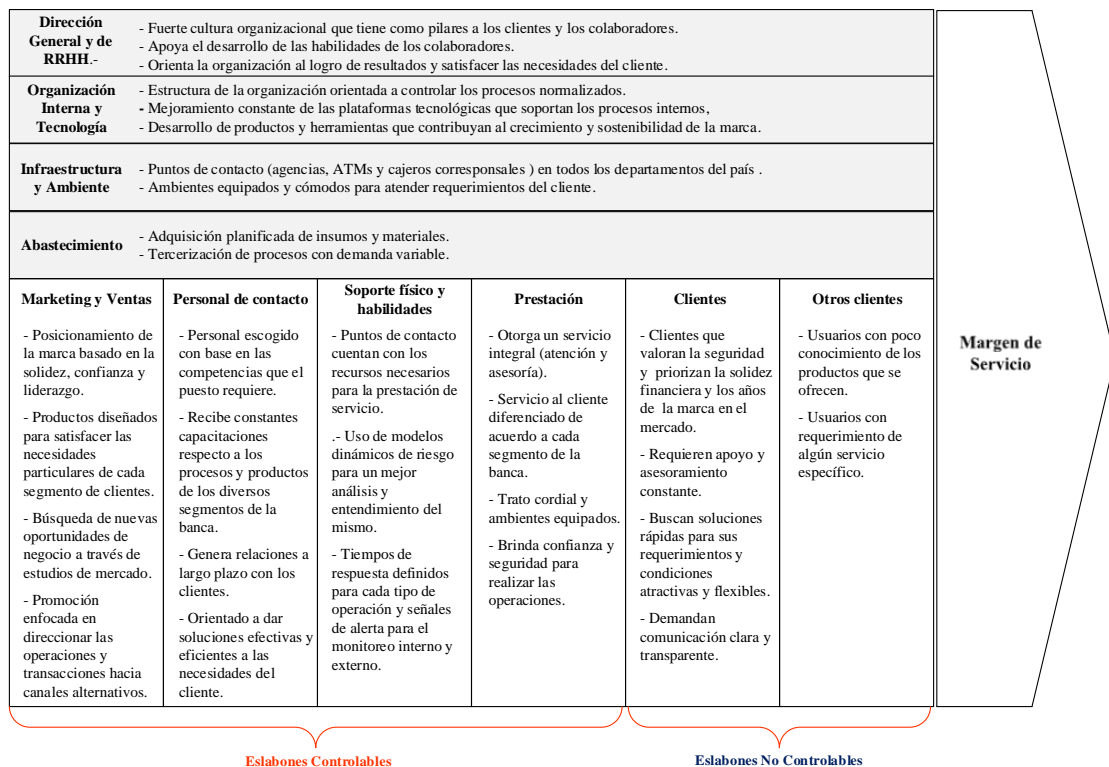 Dirección
General y de
RRHH.-
- Fuerte cultura organizacional que tiene como pilares a los clientes y los colaboradores.
- Apoya el desarrollo de las habilidades de los colaboradores.
- Orienta la organización al logro de resultados y satisfacer las necesidades del cliente.
Organización
Interna y
Tecnología
- Estructura de la organización orientada a controlar los procesos normalizados.
- Mejoramiento constante de las plataformas tecnológicas que soportan los procesos internos,
- Desarrollo de productos y herramientas que contribuyan al crecimiento y sostenibilidad de la marca.
Infraestructura
y Ambiente
- Puntos de contacto (agencias, ATMs y cajeros corresponsales ) en todos los departamentos del país .
- Ambientes equipados y cómodos para atender requerimientos del cliente.
Abastecimiento
- Adquisición planificada de insumos y materiales.
- Tercerización de procesos con demanda variable.
Marketing y Ventas
- Posicionamiento de
la marca basado en la
solidez, confianza y
liderazgo.
- Productos diseñados
para satisfacer las
necesidades
particulares de cada
segmento de clientes.
- Búsqueda de nuevas
oportunidades de
negocio a través de
estudios de mercado.
- Promoción
enfocada en
direccionar las
operaciones y
transacciones hacia
canales alternativos.
Personal de contacto
- Personal escogido
con base en las
competencias que el
puesto requiere.
- Recibe constantes
capacitaciones
respecto a los
procesos y productos
de los diversos
segmentos de la
banca.
- Genera relaciones a
largo plazo con los
clientes.
- Orientado a dar
soluciones efectivas y
eficientes a las
necesidades del
cliente.
Soporte físico y
habilidades
- Puntos de contacto
cuentan con los
recursos necesarios
para la prestación de
servicio.
.- Uso de modelos
dinámicos de riesgo
para un mejor
análisis y
entendimiento del
mismo.
- Tiempos de
respuesta definidos
para cada tipo de
operación y señales
de alerta para el
monitoreo interno y
externo.
Prestación
- Otorga un servicio
integral (atención y
asesoría).
- Servicio al cliente
diferenciado de
acuerdo a cada
segmento de la
banca.
- Trato cordial y
ambientes equipados.
- Brinda confianza y
seguridad para
realizar las
operaciones.
Clientes
- Clientes que
valoran la seguridad
y priorizan la solidez
financiera y los años
de la marca en el
mercado.
- Requieren apoyo y
asesoramiento
constante.
- Buscan soluciones
rápidas para sus
requerimientos y
condiciones
atractivas y flexibles.
- Demandan
comunicación clara y
transparente.
Otros clientes
- Usuarios con poco
conocimiento de los
productos que se
ofrecen.
- Usuarios con
requerimiento de
algún servicio
específico.
Margen de
Servicio
Eslabones Controlables
Eslabones No Controlables